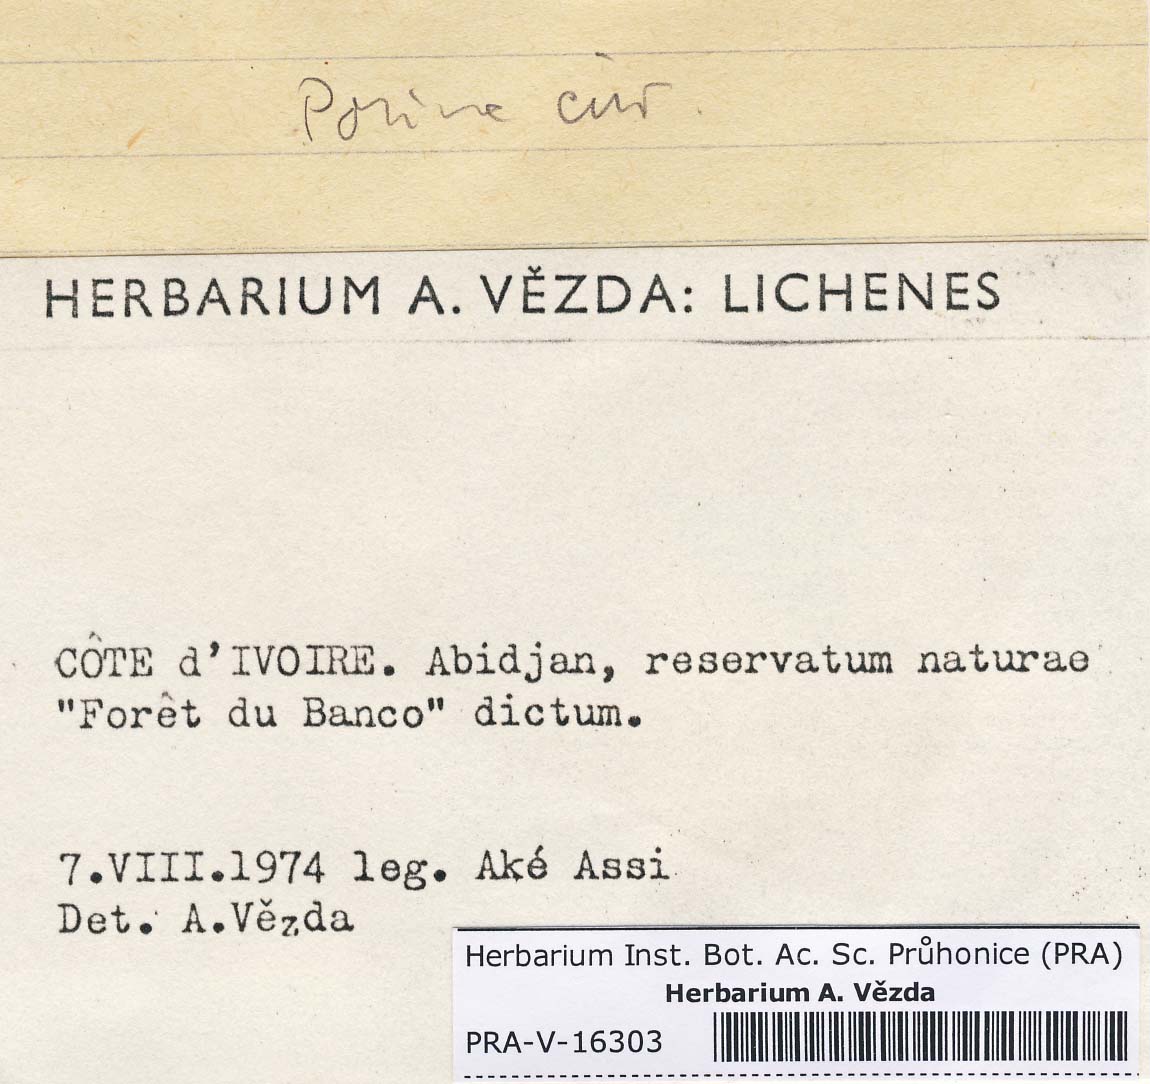 Porina
HERBARIUM A. VĚZDA: LICHENES
CÔTE d'IVOIRE. Abidjan, reservatum naturae
"Forêt du Banco" dictum.
7.VIII.1974 leg. Aké Assi
Det. A.Vězda
Herbarium Inst. Bot. Ac. Sc. Průhonice (PRA)
Herbarium A. Vězda
PRA-V-16303